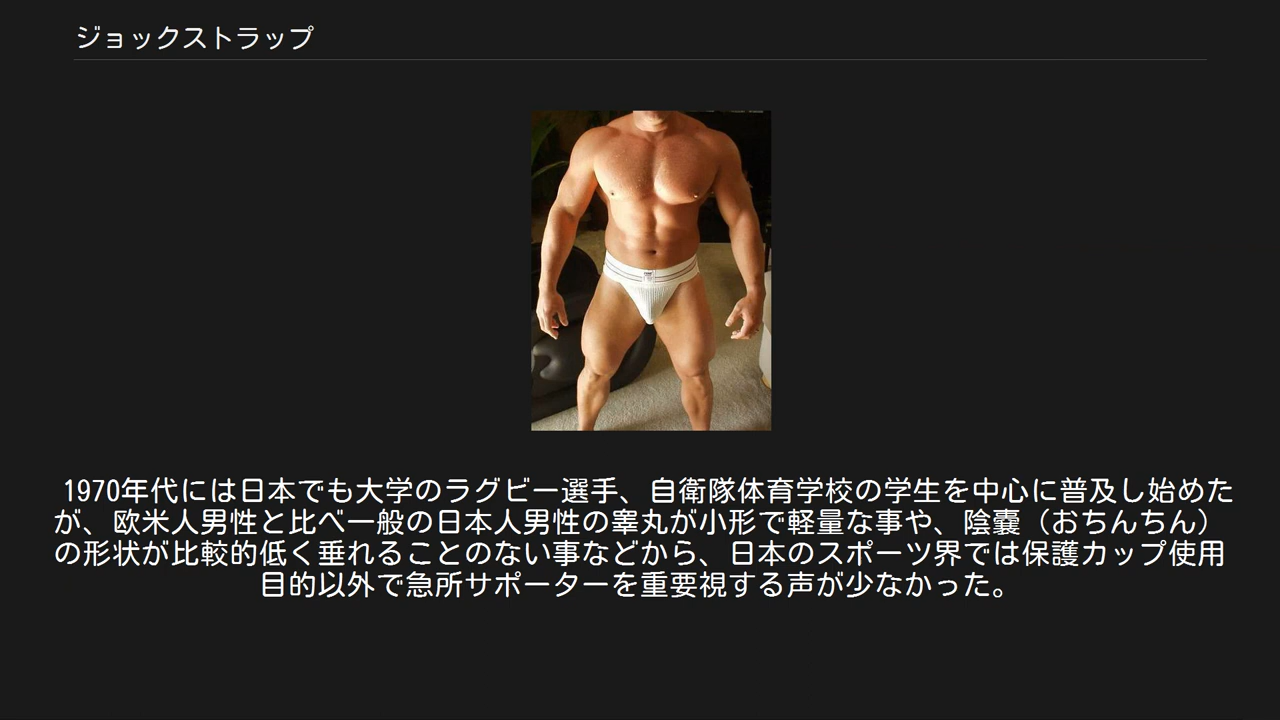 ジョックストラップ
1970年代には日本でも大学のラグビー選手、自衛隊体育学校の学生を中心に普及し始めた
が、欧米人男性と比べ一般の日本人男性の睾丸が小形で軽量な事や、陰嚢（おちんちん）
の形状が比較的低く垂れることのない事などから、日本のスポーツ界では保護カップ使用
目的以外で急所サポーターを重要視する声が少なかった。